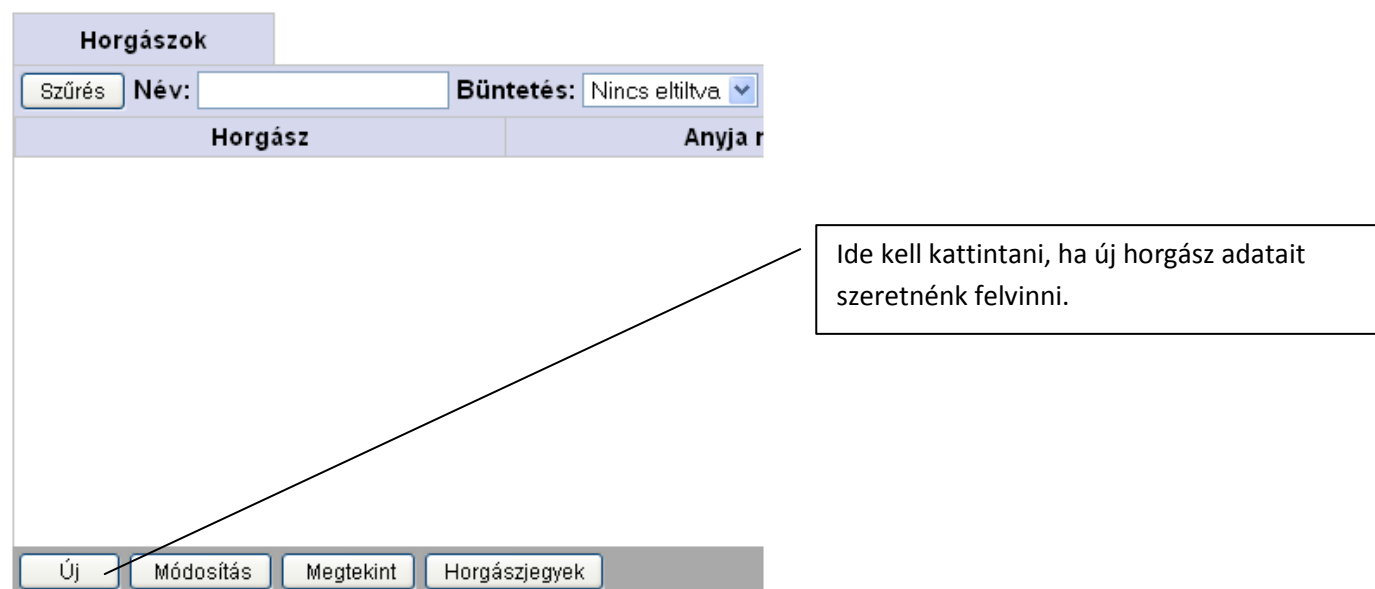 Horgászok
Szűrés Név: Büntetés: Nincs eltiltva
Horgász Anyja
Ide kell kattintani, ha új horgász adatait
szeretnénk felvinni.
Új Módosítás Megtekint Horgászjegyek